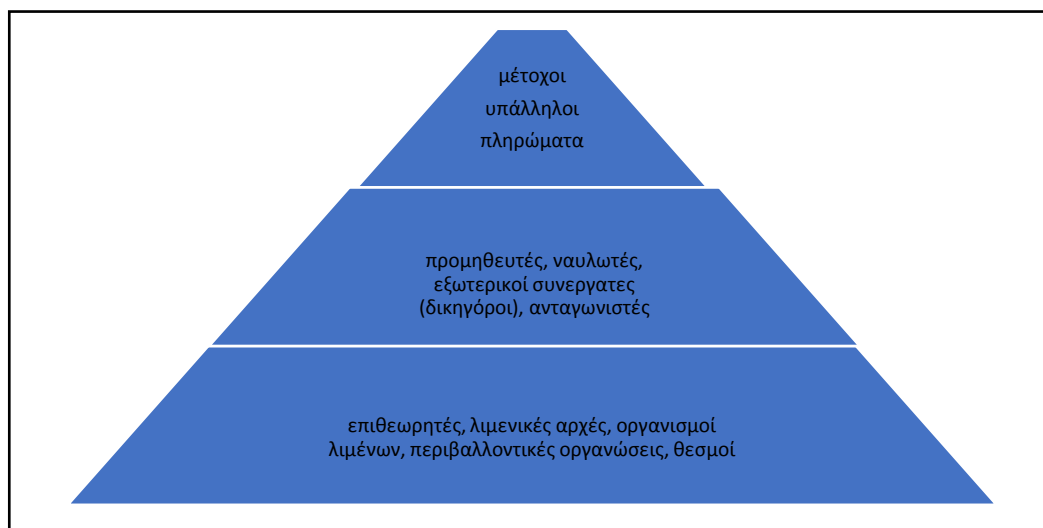 μέτοχοι
υπάλληλοι
πληρώματα
προμηθευτές, ναυλωτές,
εξωτερικοί συνεργατες
(δικηγόροι), ανταγωνιστές
επιθεωρητές, λιμενικές αρχές, οργανισμοί
λιμένων, περιβαλλοντικές οργανώσεις, θεσμοί